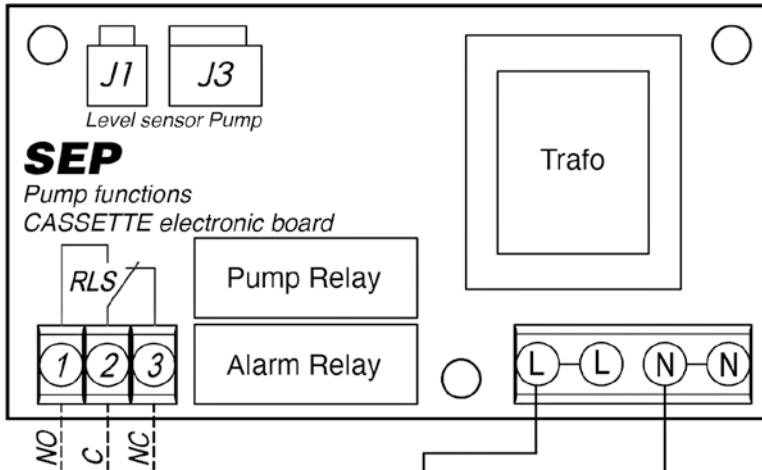 J1
J3
Level sensor Pump
SEP
Pump functions
CASSETTE electronic board
Trafo
RLS
Pump Relay
Alarm Relay
1 2 3
L L N N
NO
C
NC